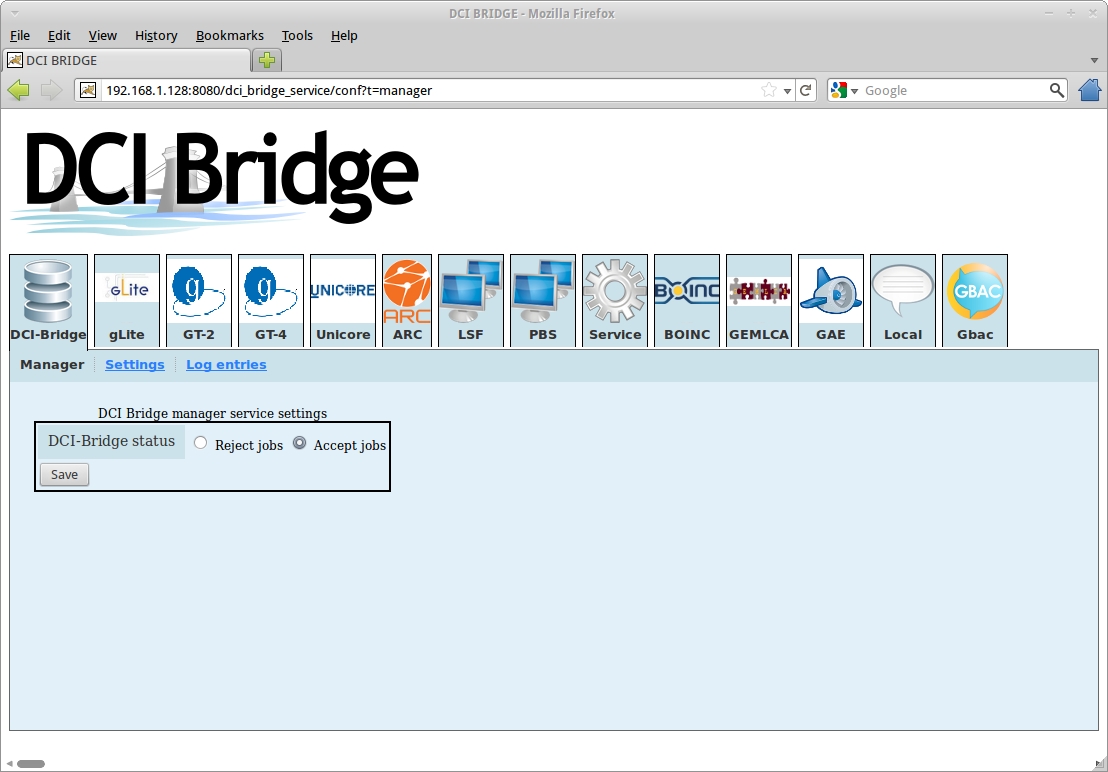 DCI BRIDGE - Mozilla Firefox
File Edit View History Bookmarks Tools Help
DCI BRIDGE
192.168.1.128:8080/dci_bridge_service/conf?t=manager
Google
DCI Bridge
gLite
g
g
UNICORE
ARC
BOINC
GBAC
DCI-Bridge gLite GT-2 GT-4 Unicore ARC LSF PBS Service BOINC GEMLCA GAE Local Gbac
Manager Settings Log entries
DCI Bridge manager service settings
DCI-Bridge status Reject jobs Accept jobs
Save